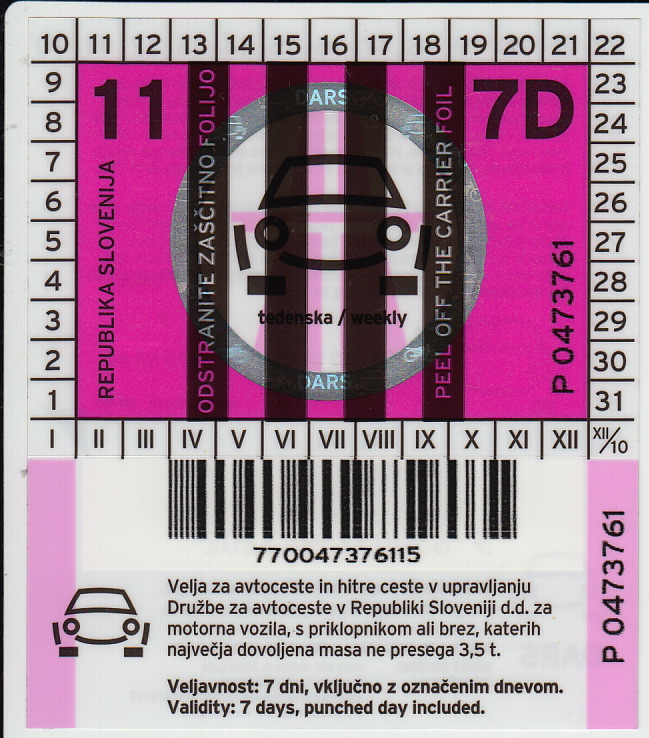 10 11 12 13 14 15 16 17 18 19 20 21 22
9 23
8 24
7 25
6 26
5 27
4 28
3 29
2 30
1 31
I II III IV V VI VII VIII IX X XI XII XII/10
11
7D
REPUBLIKA SLOVENIJA
ODSTRANITE ZAŠČITNO FOLIJO
DARS
tedenska / weekly
DARS
PEEL OFF THE CARRIER FOIL
P 0473761
770047376115
P 0473761
Velja za avtoceste in hitre ceste v upravljanju
Družbe za avtoceste v Republiki Sloveniji d.d. za
motorna vozila, s priklopnikom ali brez, katerih
največja dovoljena masa ne presega 3,5 t.
Veljavnost: 7 dni, vključno z označenim dnevom.
Validity: 7 days, punched day included.